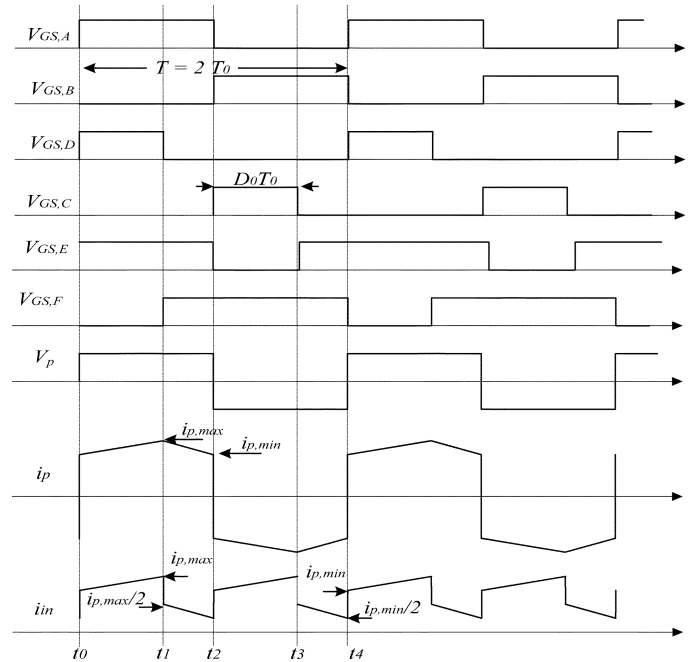 VGS,A
T = 2 T0
VGS,B
VGS,D
D0T0
VGS,C
VGS,E
VGS,F
Vp
ip,max
ip,min
ip
ip,max
ip,min
ip,max/2
ip,min/2
iin
t0 t1 t2 t3 t4